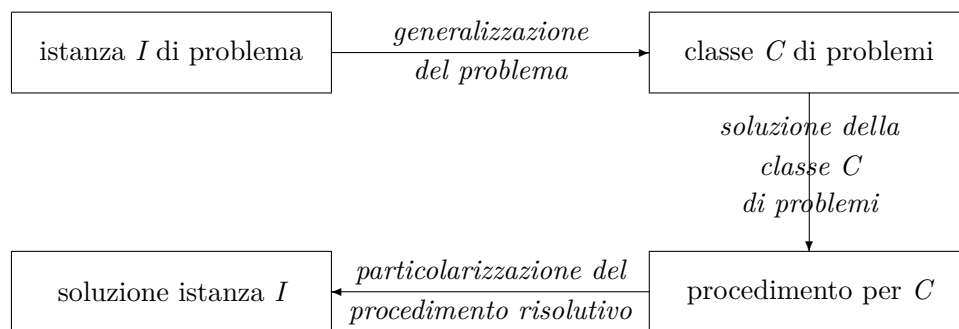 istanza I di problema
generalizzazione
del problema
classe C di problemi
soluzione della
classe C
di problemi
soluzione istanza I
particolarizzazione del
procedimento risolutivo
procedimento per C